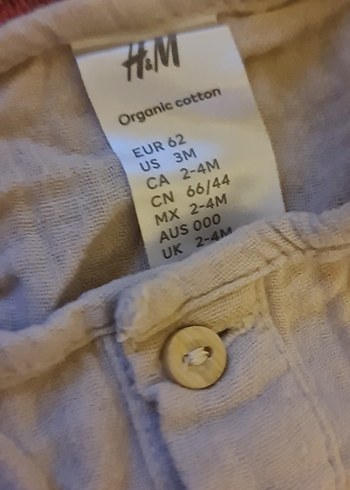 H&M
Organic cotton
EUR 62
US 3M
CA 2-4M
CN 66/44
MX 2-4M
AUS 000
UK 2-4M